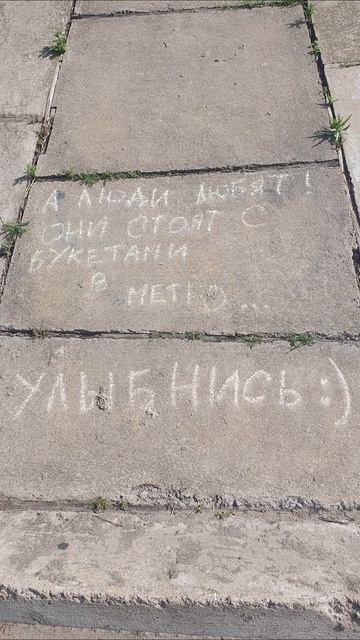 А ЛЮДИ ЛЮБЯТ!
ОНИ СТОЯТ С
БУКЕТАМИ
В
МЕТРО...
УЛЫБНИСЬ:)